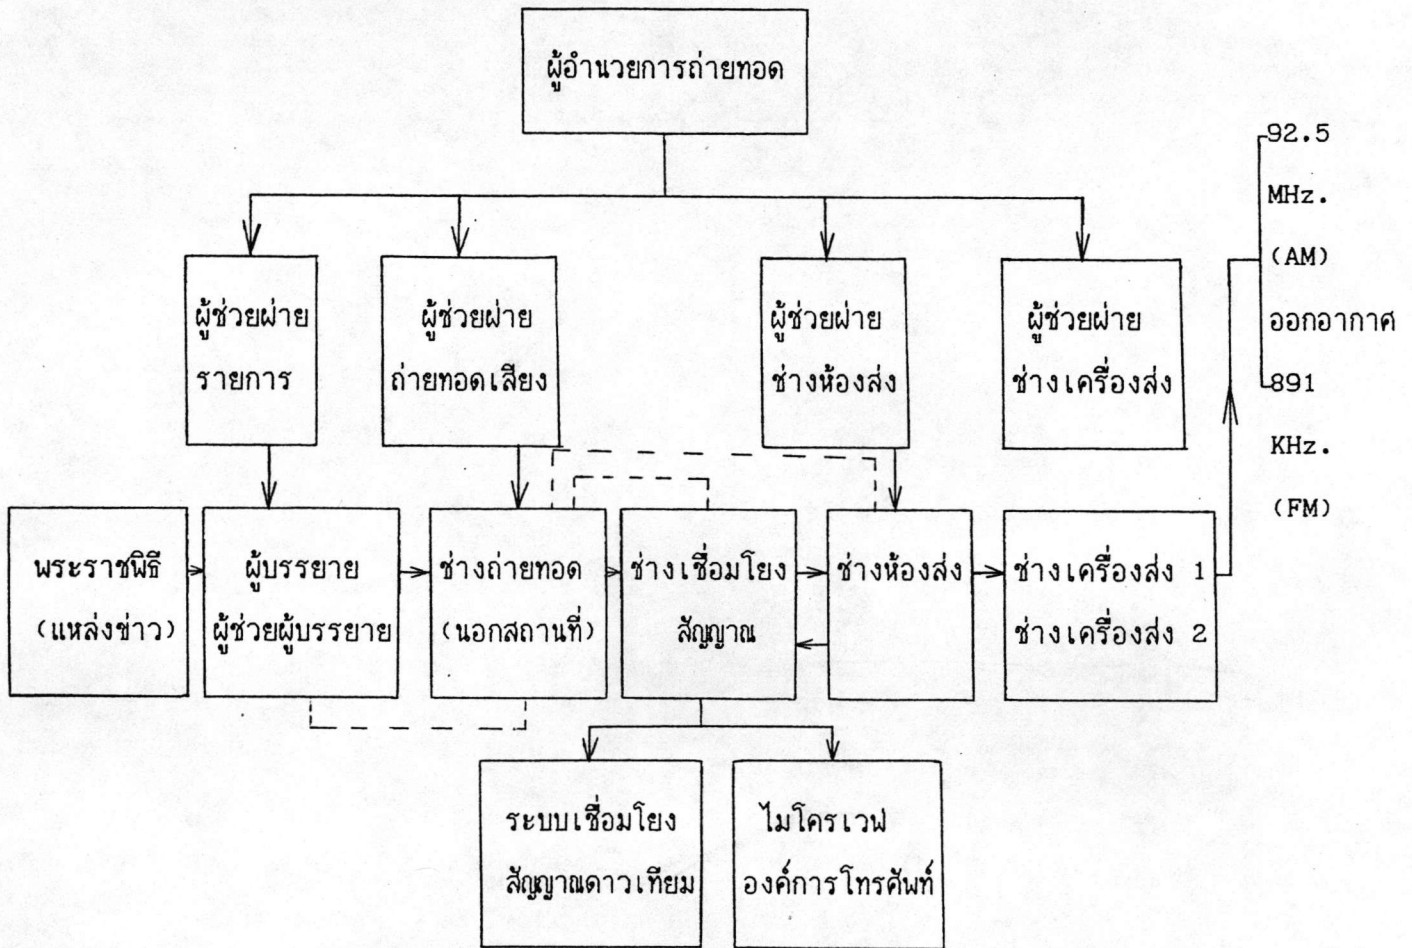 ผู้อำนวยการถ่ายทอด
92.5
MHz.
(AM)
ออกอากาศ
891
KHz.
(FM)
ผู้ช่วยฝ่าย
รายการ
ผู้ช่วยฝ่าย
ถ่ายทอดเสียง
ผู้ช่วยฝ่าย
ช่างห้องส่ง
ผู้ช่วยฝ่าย
ช่างเครื่องส่ง
พระราชพิธี
(แหล่งข่าว)
ผู้บรรยาย
ผู้ช่วยผู้บรรยาย
ช่างถ่ายทอด
(นอกสถานที่)
ช่างเชื่อมโยง
สัญญาณ
ช่างห้องส่ง
ช่างเครื่องส่ง 1
ช่างเครื่องส่ง 2
ระบบเชื่อมโยง
สัญญาณดาวเทียม
ไมโครเวฟ
องค์การโทรศัพท์